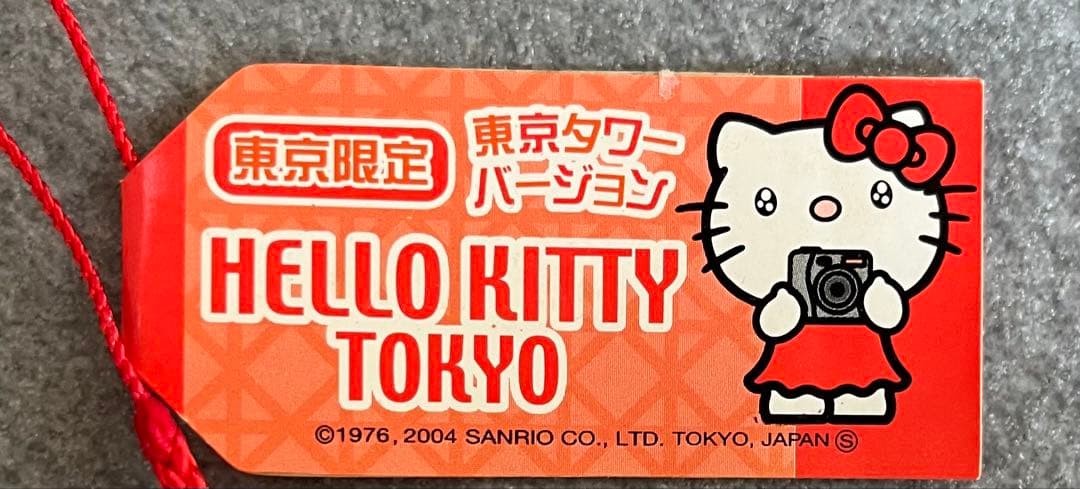 東京限定
東京タワー
バージョン
HELLO KITTY
TOKYO
©1976, 2004 SANRIO CO., LTD. TOKYO, JAPAN Ⓢ